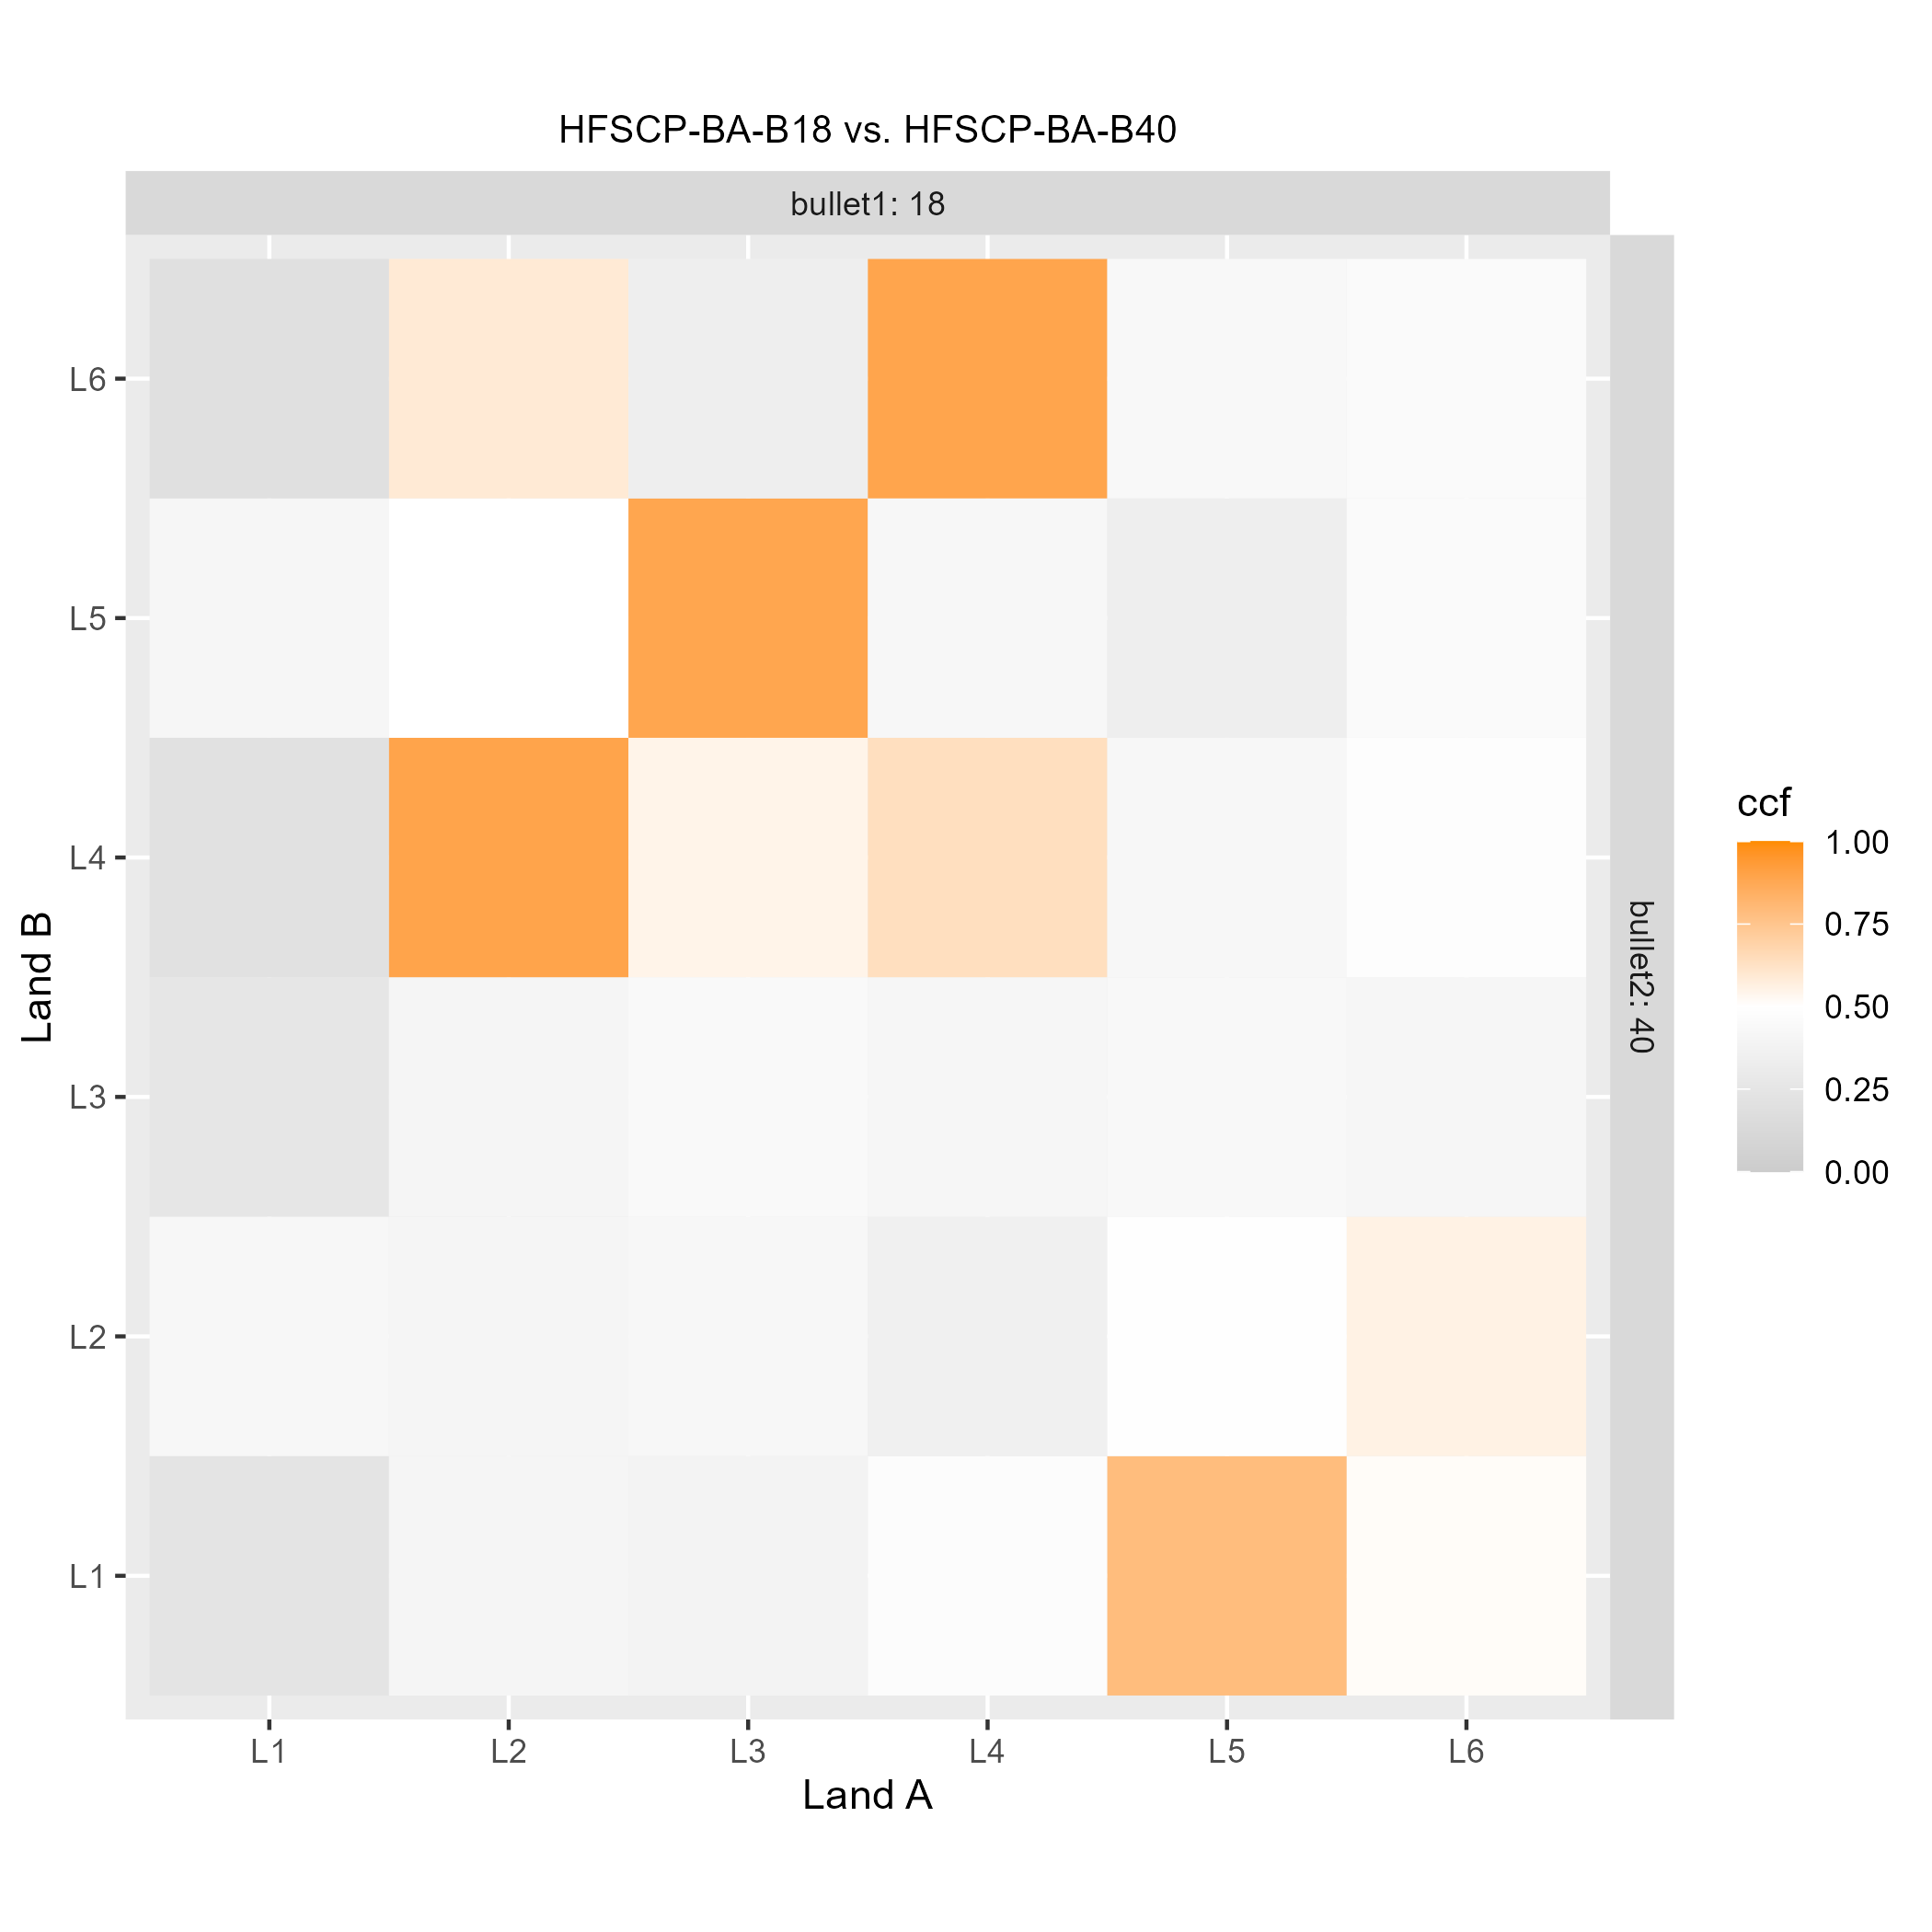 HFSCP-BA-B18 vs. HFSCP-BA-B40
bullet1: 18
L6
L5
L4
L3
L2
L1
Land B
L1 L2 L3 L4 L5 L6
Land A
bullet2: 40
ccf
1.00
0.75
0.50
0.25
0.00